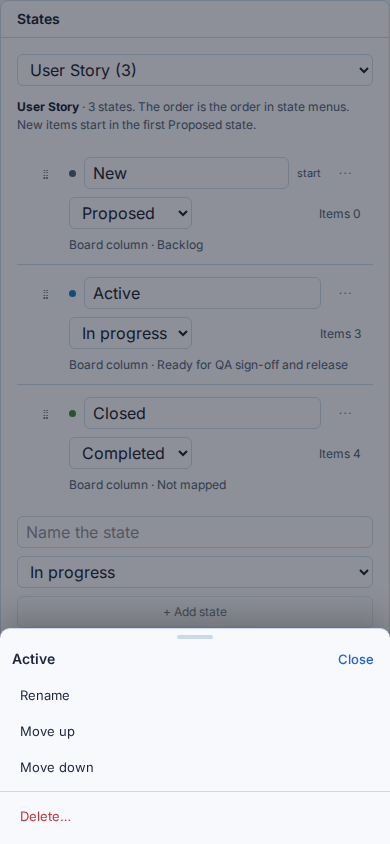 States
User Story (3)
User Story · 3 states. The order is the order in state menus.
New items start in the first Proposed state.
New
start
...
Proposed
Items 0
Board column · Backlog
Active
...
In progress
Items 3
Board column · Ready for QA sign-off and release
Closed
...
Completed
Items 4
Board column · Not mapped
Name the state
In progress
+ Add state
Active
Close
Rename
Move up
Move down
Delete...